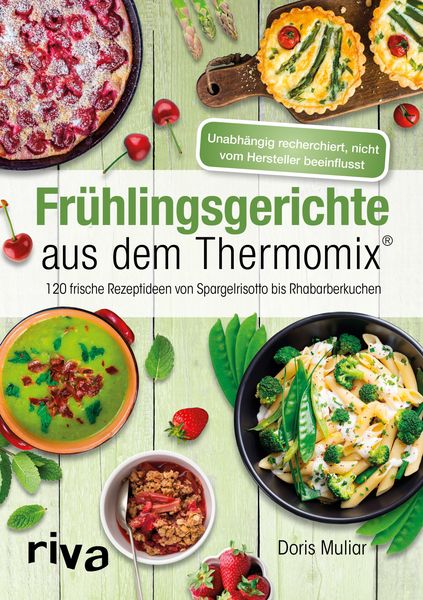 Unabhängig recherchiert, nicht
vom Hersteller beeinflusst
Frühlingsgerichte
aus dem Thermomix®
120 frische Rezeptideen von Spargelrisotto bis Rhabarberkuchen
Doris Muliar
riva